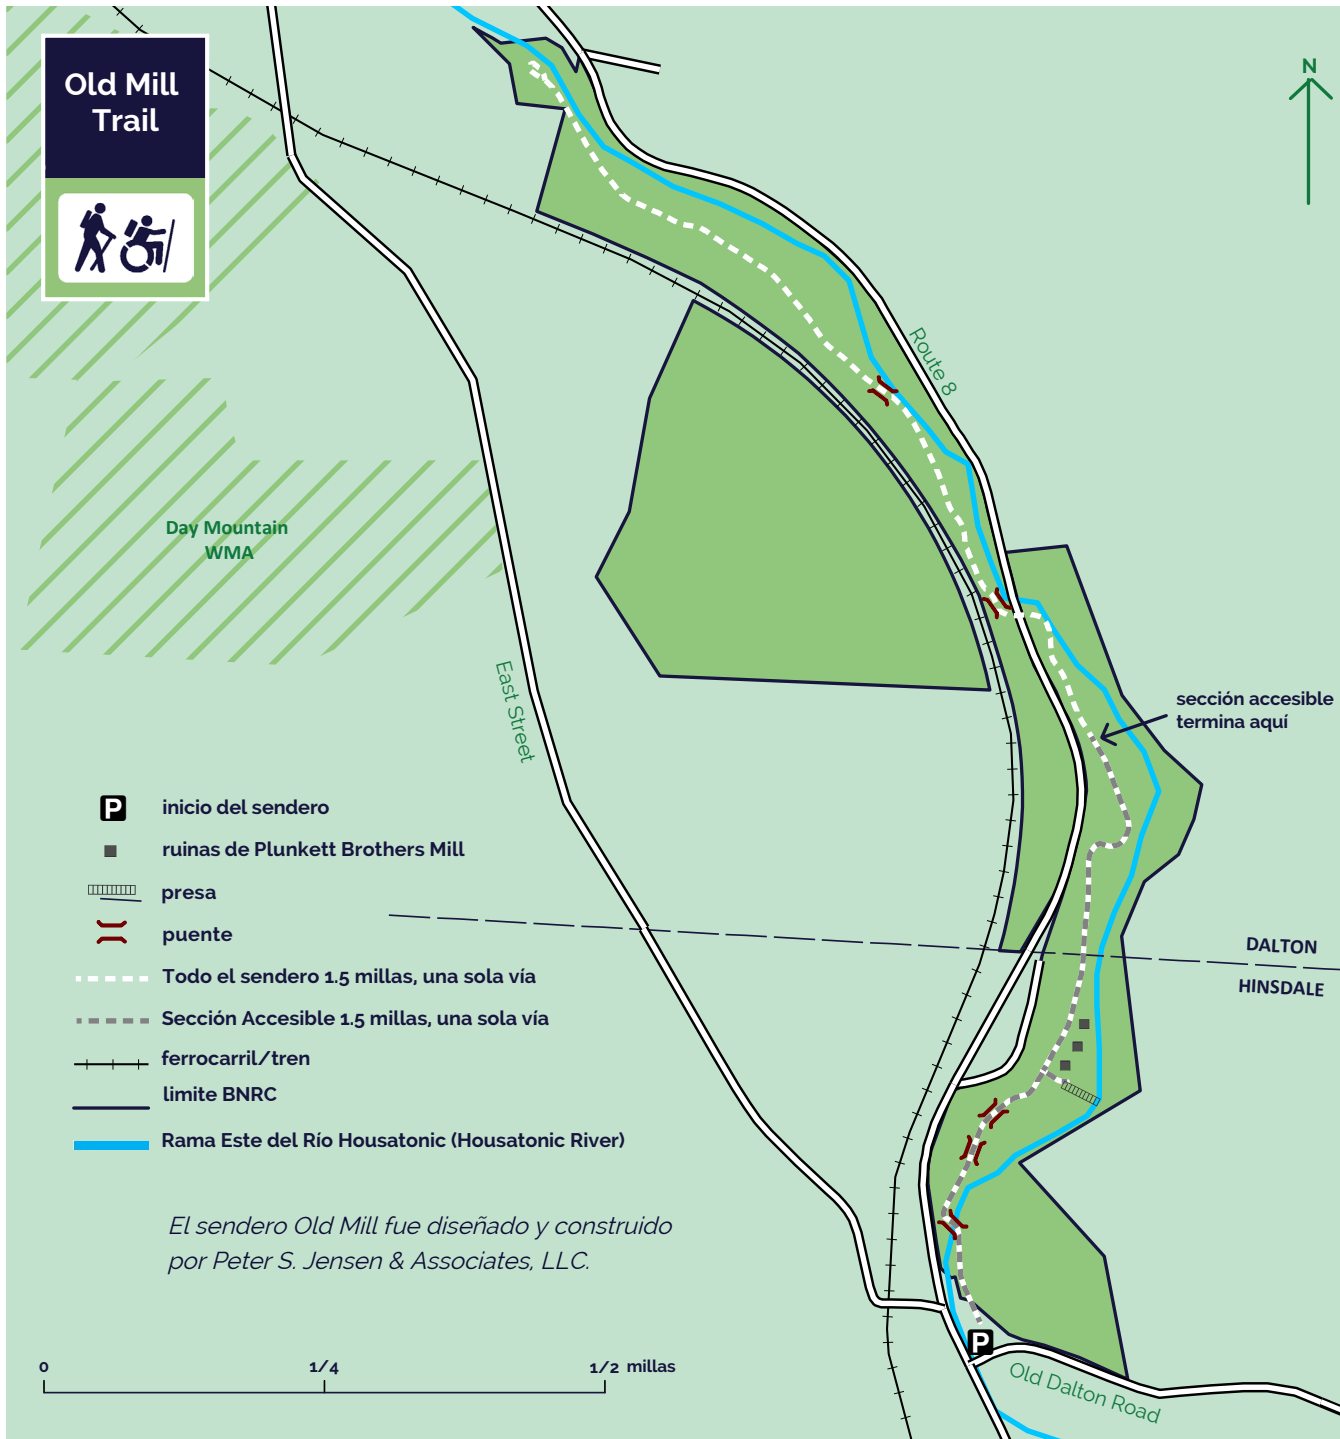 Old Mill
Trail
N
Route 8
Day Mountain
WMA
East Street
sección accesible
termina aquí
P inicio del sendero
ruinas de Plunkett Brothers Mill
presa
puente
Todo el sendero 1.5 millas, una sola vía
Sección Accesible 1.5 millas, una sola vía
ferrocarril/tren
limite BNRC
Rama Este del Río Housatonic (Housatonic River)
DALTON
HINSDALE
El sendero Old Mill fue diseñado y construido
por Peter S. Jensen & Associates, LLC.
P
Old Dalton Road
0 1/4 1/2 millas